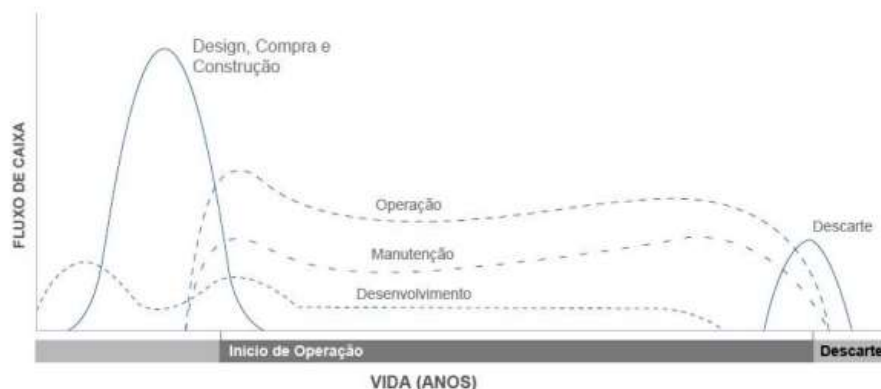 Design, Compra e
Construção
FLUXO DE CAIXA
Operação
Descarte
Manutenção
Desenvolvimento
Início de Operação
Descarte
VIDA (ANOS)